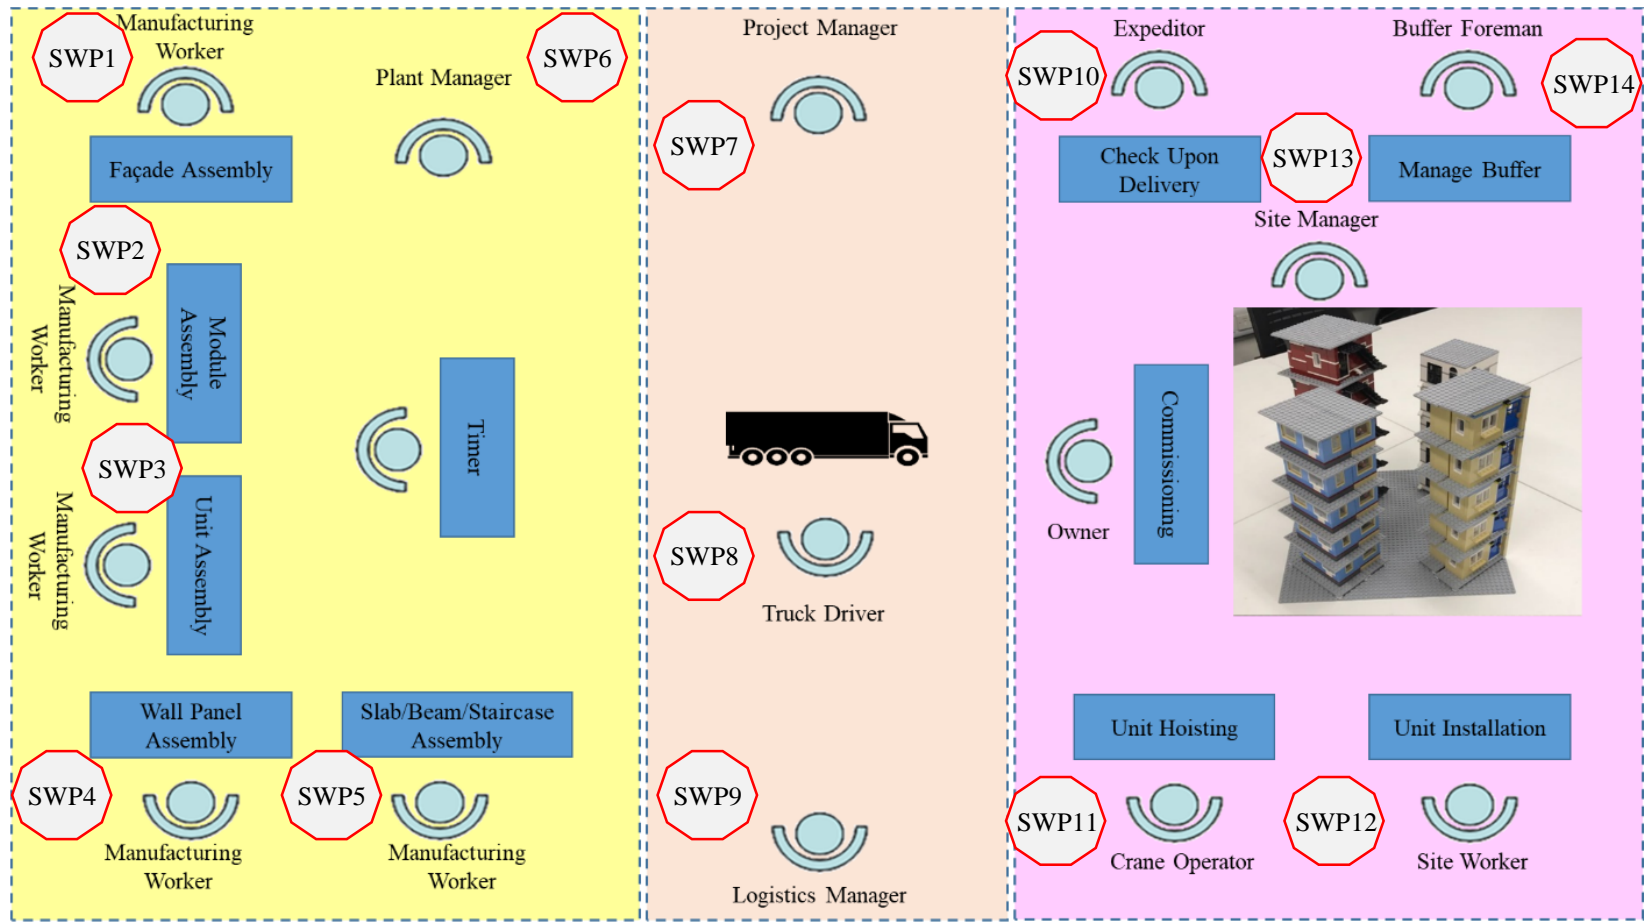 SWP1
Manufacturing
Worker
Façade Assembly
Plant Manager
SWP6
SWP2
Manufacturing
Worker
Module
Assembly
SWP3
Manufacturing
Worker
Unit Assembly
Timer
Wall Panel
Assembly
SWP4
Manufacturing
Worker
Slab/Beam/Staircase
Assembly
SWP5
Manufacturing
Worker
Project Manager
SWP7
SWP8
Truck Driver
SWP9
Logistics Manager
Expeditor
SWP10
Check Upon
Delivery
SWP13
Site Manager
Buffer Foreman
SWP14
Manage Buffer
Commissioning
Owner
Unit Hoisting
SWP11
Crane Operator
Unit Installation
SWP12
Site Worker